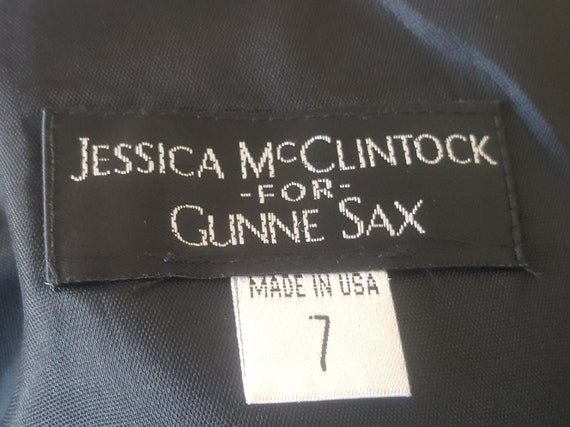 JESSICA MCCLINTOCK
-FOR-
GUNNE SAX
MADE IN USA
7